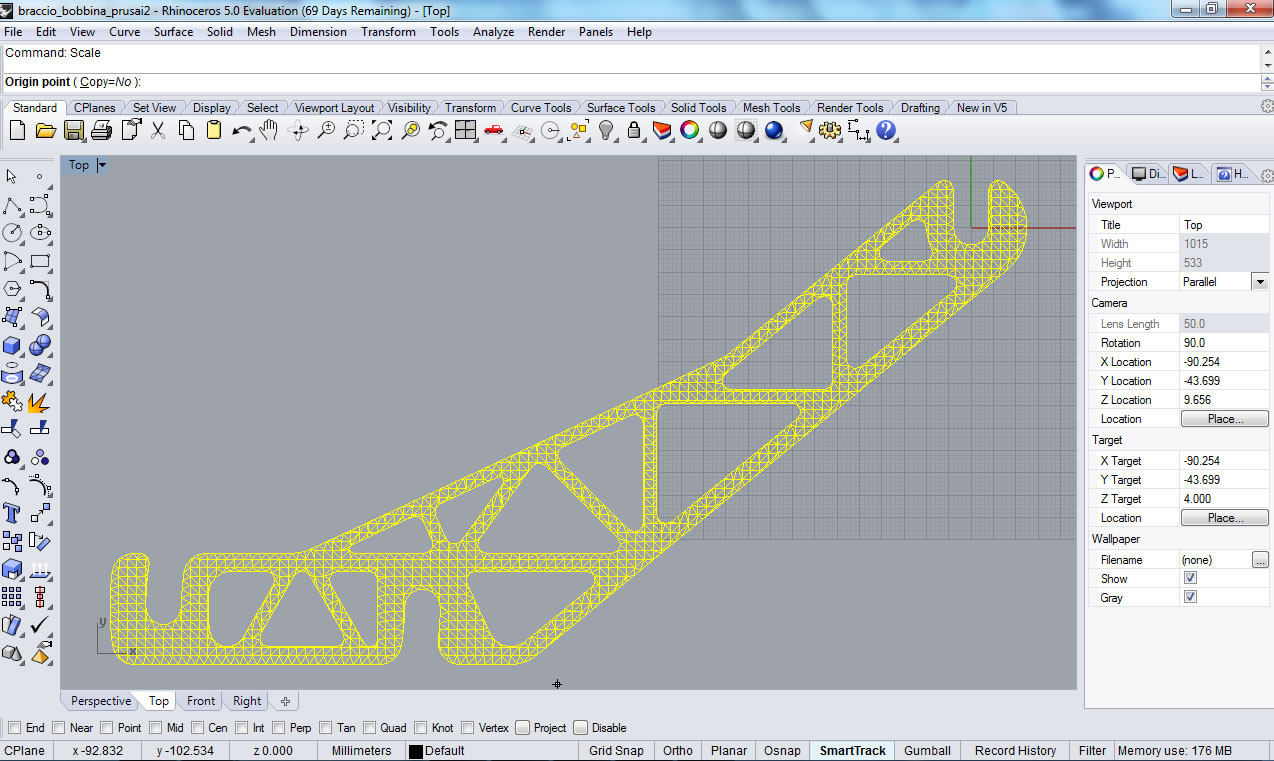 braccio_bobbina_prusai2 - Rhinoceros 5.0 Evaluation (69 Days Remaining) - [Top]
File Edit View Curve Surface Solid Mesh Dimension Transform Tools Analyze Render Panels Help
Command: Scale
Origin point ( Copy=No ):
Standard CPlanes Set View Display Select Viewport Layout Visibility Transform Curve Tools Surface Tools Solid Tools Mesh Tools Render Tools Drafting New in V5
Top
P... Di... L... H...
Viewport
Title Top
Width 1015
Height 533
Projection Parallel
Camera
Lens Length 50.0
Rotation 90.0
X Location -90.254
Y Location -43.699
Z Location 9.656
Location Place...
Target
X Target -90.254
Y Target -43.699
Z Target 4.000
Location Place...
Wallpaper
Filename (none) ...
Show
Gray
y
x
Perspective Top Front Right
End Near Point Mid Cen Int Perp Tan Quad Knot Vertex Project Disable
CPlane x -92.832 y -102.534 z 0.000 Millimeters Default Grid Snap Ortho Planar Osnap SmartTrack Gumball Record History Filter Memory use: 176 MB